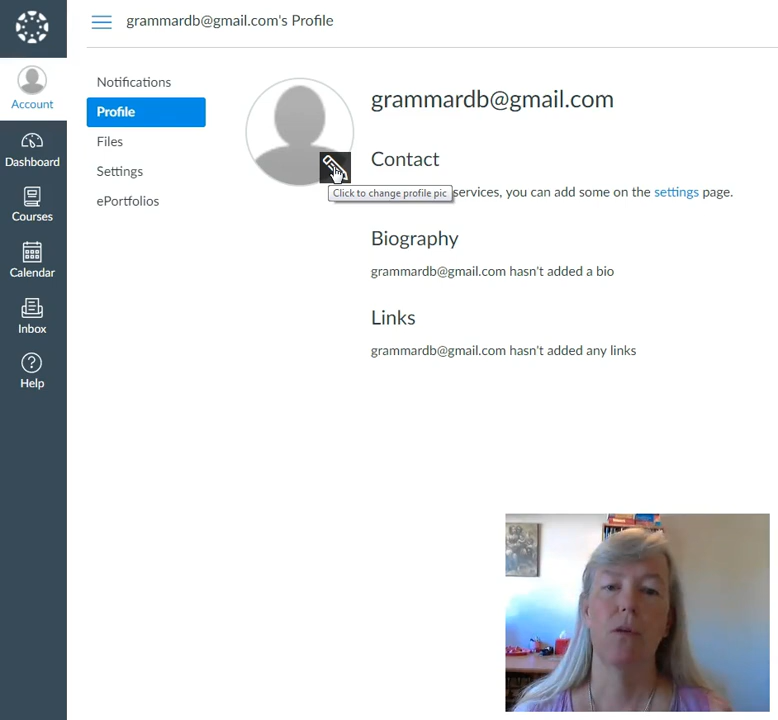 grammardb@gmail.com's Profile
Account
Dashboard
Courses
Calendar
Inbox
Help
Notifications
Profile
Files
Settings
ePortfolios
grammardb@gmail.com
Contact
services, you can add some on the settings page.
Click to change profile pic
Biography
grammardb@gmail.com hasn't added a bio
Links
grammardb@gmail.com hasn't added any links